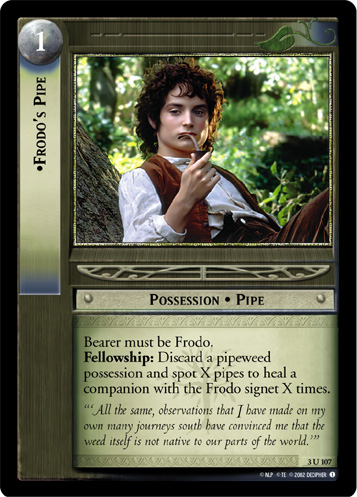 1
•Frodo's Pipe
Possession • Pipe
Bearer must be Frodo.
Fellowship: Discard a pipeweed
possession and spot X pipes to heal a
companion with the Frodo signet X times.
"'All the same, observations that I have made on my
own many journeys south have convinced me that the
weed itself is not native to our parts of the world.'"
3 U 107
© N.P ™ © TE © 2002 DECIPHER